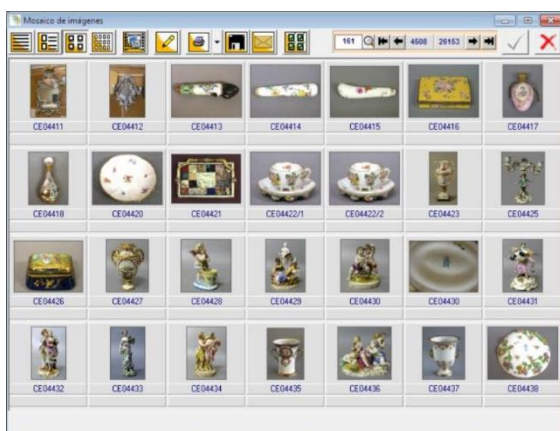 Mosaico de imágenes
161 4508 26153
CE04411 CE04412 CE04413 CE04414 CE04415 CE04416 CE04417
CE04418 CE04420 CE04421 CE04422/1 CE04422/2 CE04423 CE04425
CE04426 CE04427 CE04428 CE04429 CE04430 CE04430 CE04431
CE04432 CE04433 CE04434 CE04435 CE04436 CE04437 CE04438